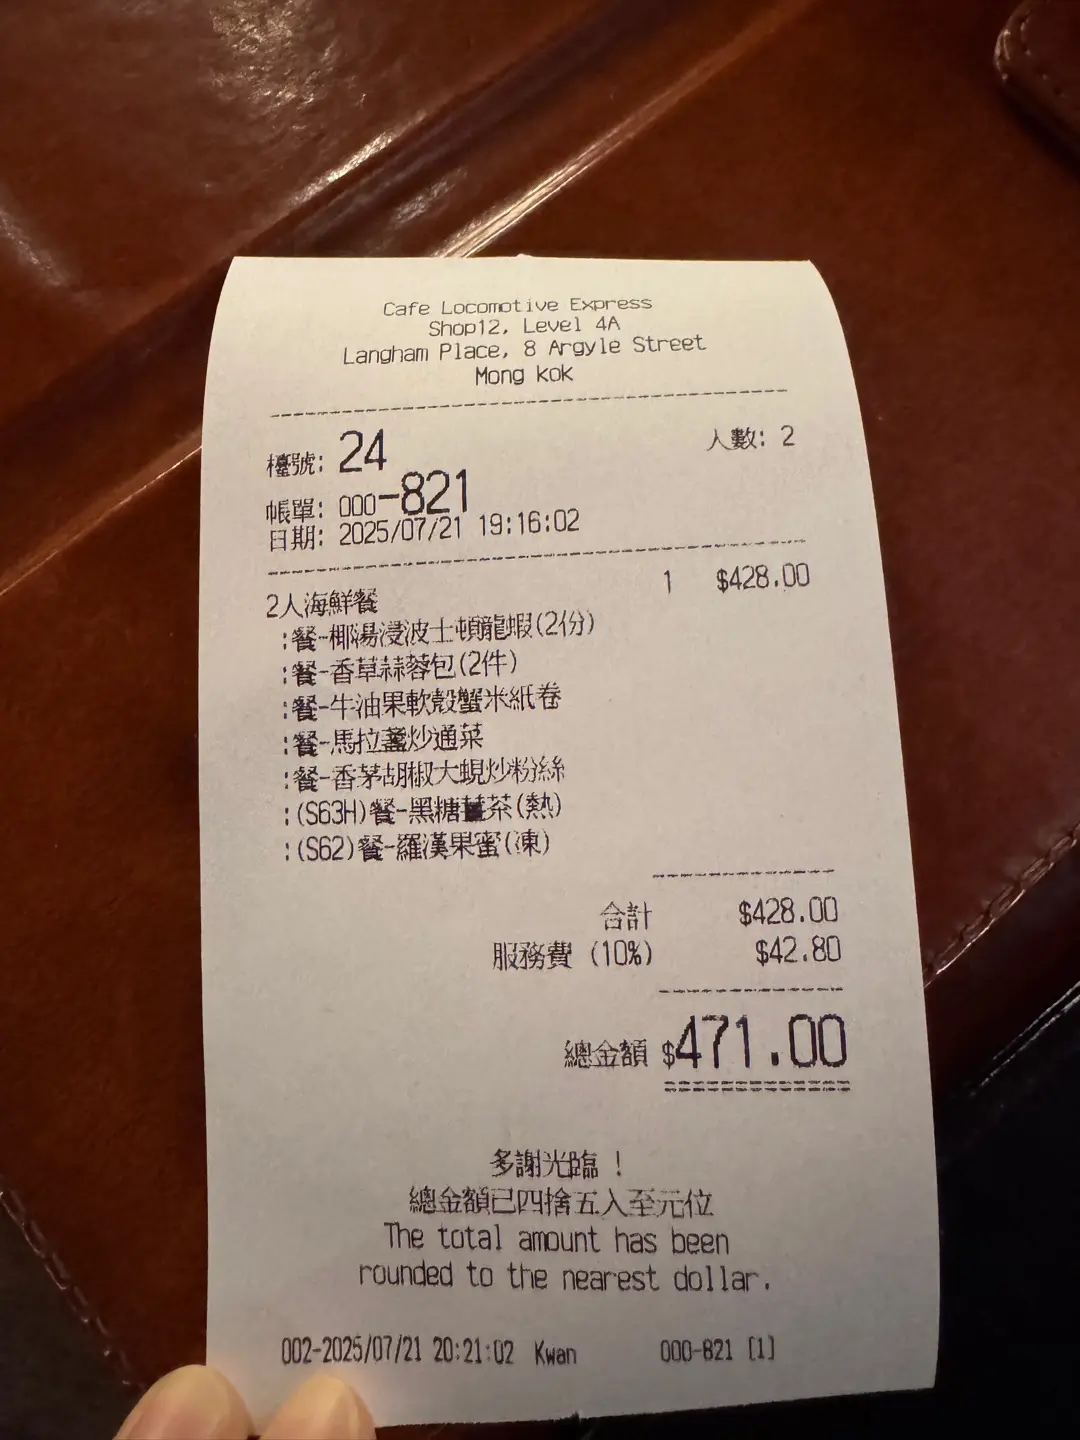 Cafe Locomotive Express
Shop12, Level 4A
Langham Place, 8 Argyle Street
Mong kok
檯號: 24 人數: 2
帳單: 000-821
日期: 2025/07/21 19:16:02
2人海鮮餐 1 $428.00
:餐-椰湯浸波士頓龍蝦(2份)
:餐-香草蒜蓉包(2件)
:餐-牛油果軟殼蟹米紙卷
:餐-馬拉盞炒通菜
:餐-香茅胡椒大蜆炒粉絲
:(S63H)餐-黑糖薑茶(熱)
:(S62)餐-羅漢果蜜(凍)
合計 $428.00
服務費 (10%) $42.80
總金額 $471.00
多謝光臨 !
總金額已四捨五入至元位
The total amount has been
rounded to the nearest dollar.
002-2025/07/21 20:21:02 Kwan 000-821 [1]